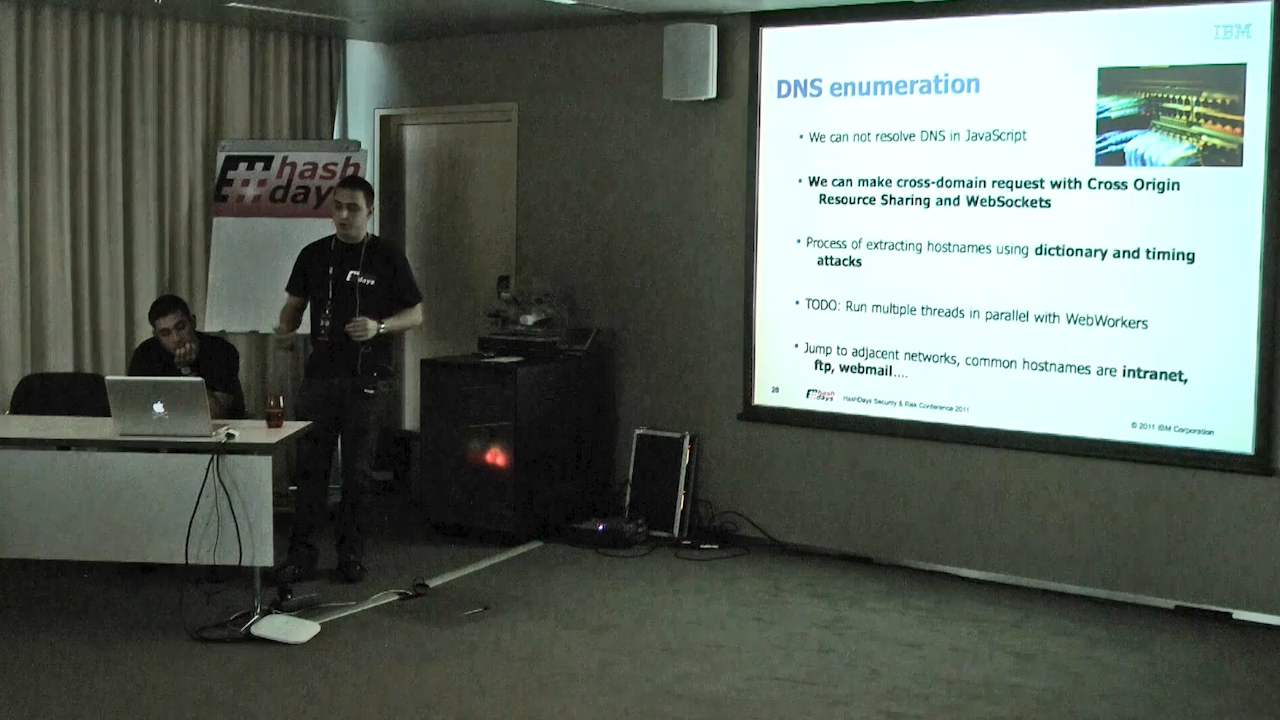 IBM
DNS enumeration
• We can not resolve DNS in JavaScript
• We can make cross-domain request with Cross Origin
Resource Sharing and WebSockets
• Process of extracting hostnames using dictionary and timing
attacks
• TODO: Run multiple threads in parallel with WebWorkers
• Jump to adjacent networks, common hostnames are intranet,
ftp, webmail....
28
hash
days
HashDays Security & Risk Conference 2011
© 2011 IBM Corporation
hash
days
days